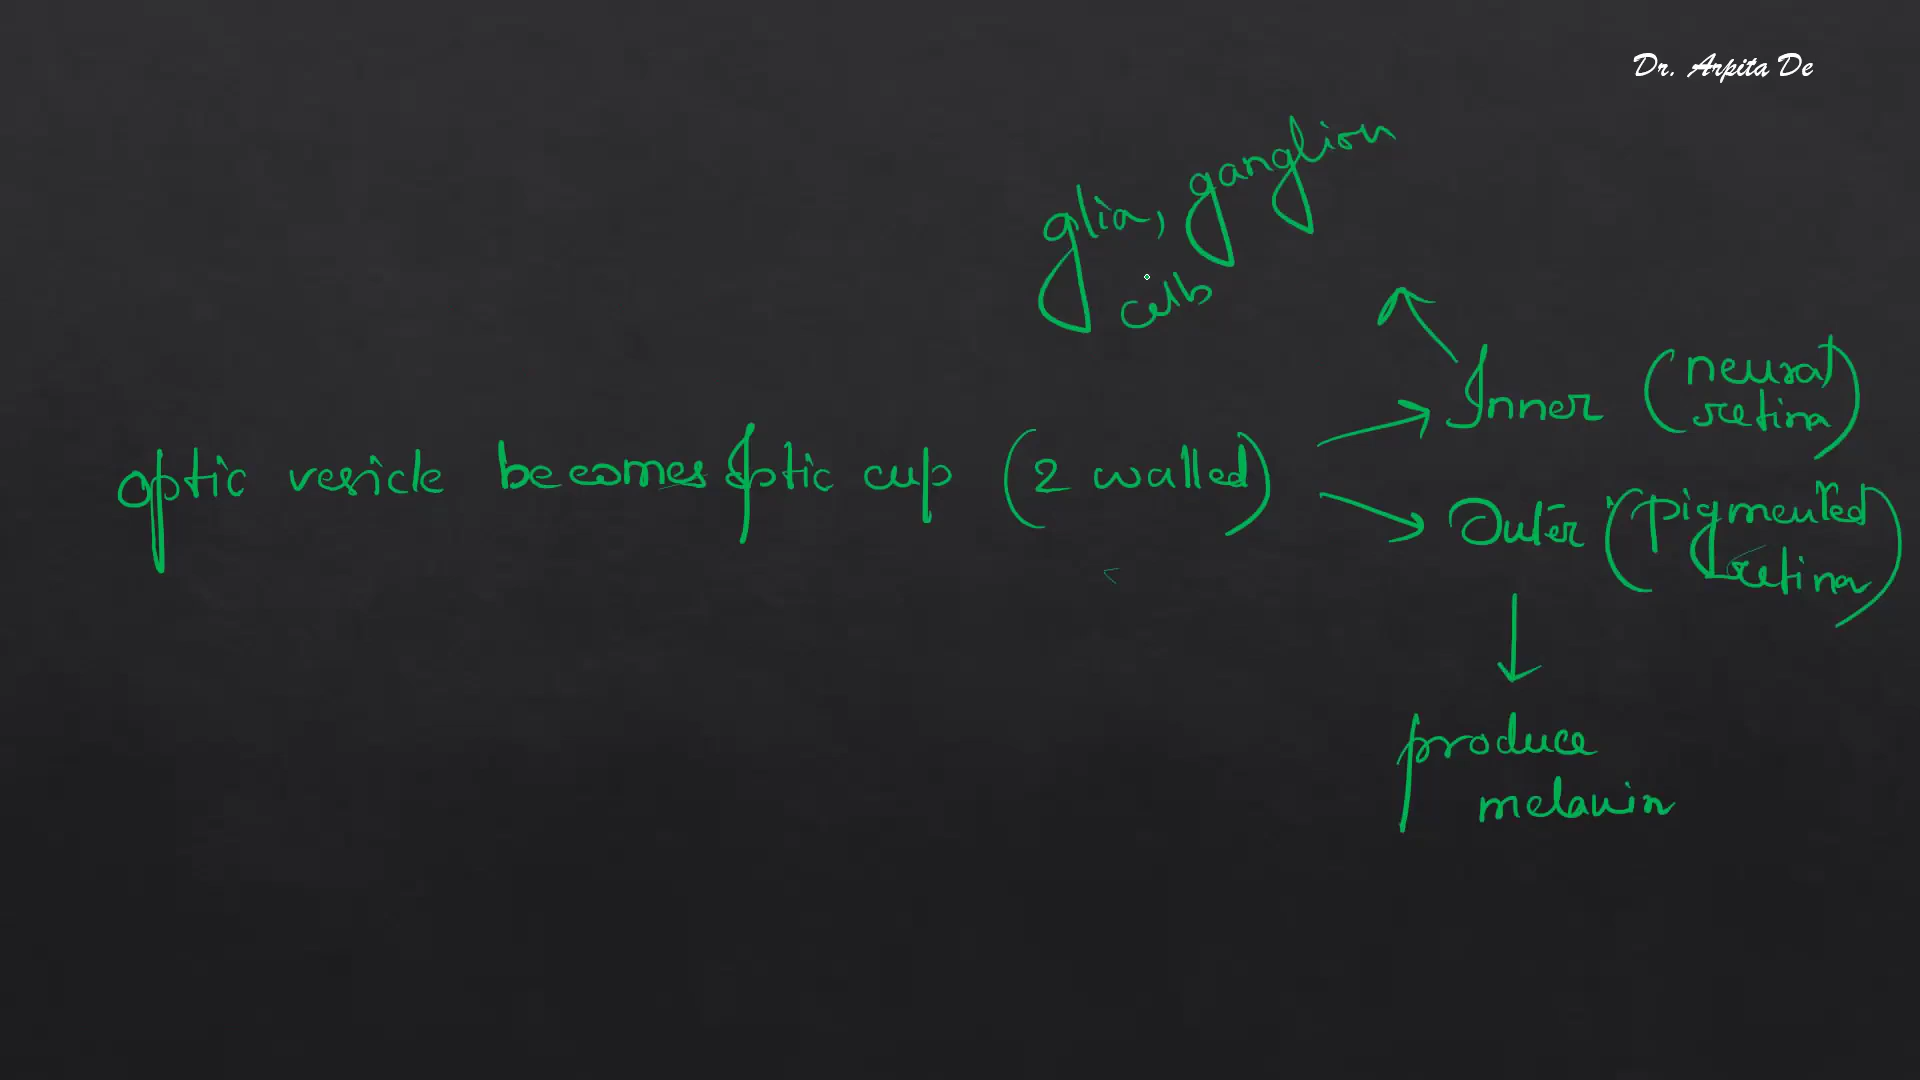 Dr. Arpita De
glia, ganglion
cells
Inner (neural
retina)
optic vesicle becomes Optic cup (2 walled)
Outer (pigmented
retina)
produce
melanin